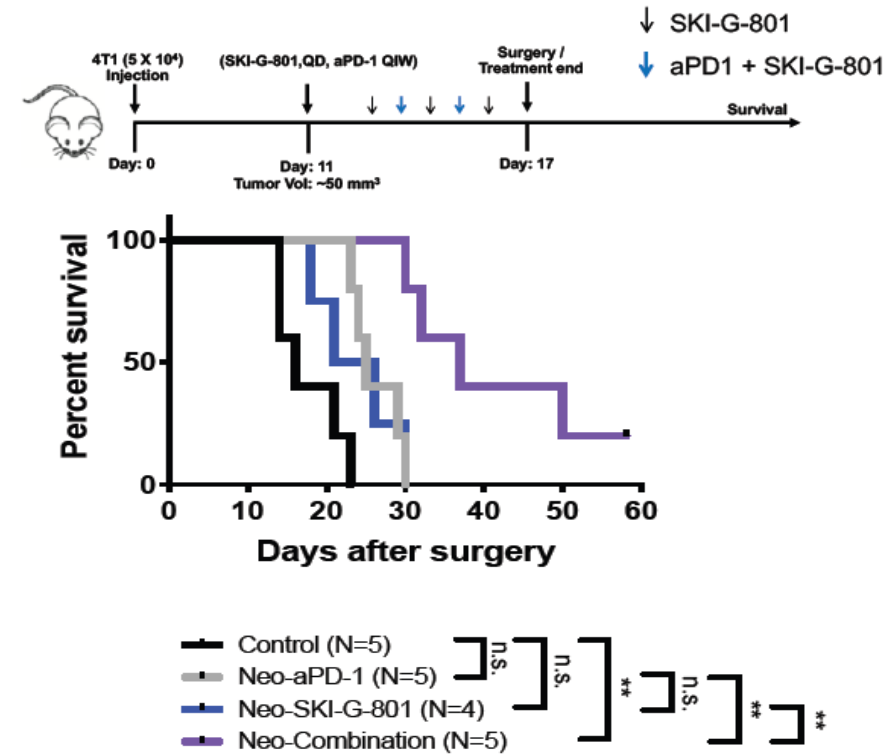 SKI-G-801
aPD1 + SKI-G-801
4T1 (5 X 10⁴)
Injection
(SKI-G-801,QD, aPD-1 QIW)
Surgery /
Treatment end
Survival
Day: 0
Day: 11
Tumor Vol: ~50 mm³
Day: 17
Percent survival
100
50
0
0 10 20 30 40 50 60
Days after surgery
Control (N=5)
Neo-aPD-1 (N=5)
Neo-SKI-G-801 (N=4)
Neo-Combination (N=5)
n.s.
n.s.
**
n.s.
**
**